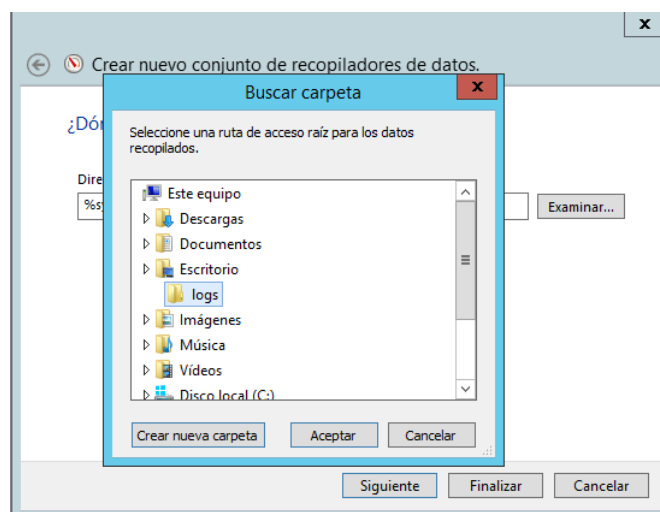 x
Crear nuevo conjunto de recopiladores de datos.
Buscar carpeta
x
¿Dón
Seleccione una ruta de acceso raíz para los datos
recopilados.
Dire
%s
Examinar...
Este equipo
Descargas
Documentos
Escritorio
logs
Imágenes
Música
Vídeos
Disco local (C:)
Crear nueva carpeta
Aceptar
Cancelar
Siguiente
Finalizar
Cancelar